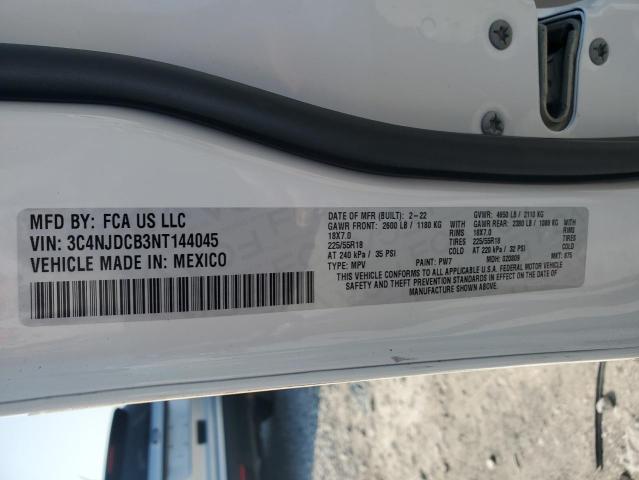 MFD BY: FCA US LLC
VIN: 3C4NJDCB3NT144045
VEHICLE MADE IN: MEXICO
DATE OF MFR (BUILT): 2-22 GVWR: 4650 LB / 2110 KG
GAWR FRONT: 2600 LB / 1180 KG GAWR REAR: 2380 LB / 1080 KG
18X7.0 RIMS 18X7.0 RIMS
225/55R18 TIRES 225/55R18 TIRES
AT 240 kPa / 35 PSI COLD AT 220 kPa / 32 PSI COLD
TYPE: MPV PAINT: PW7 MDH: 020809 MKT: 875
THIS VEHICLE CONFORMS TO ALL APPLICABLE U.S.A. FEDERAL MOTOR VEHICLE
SAFETY AND THEFT PREVENTION STANDARDS IN EFFECT ON THE DATE OF
MANUFACTURE SHOWN ABOVE.